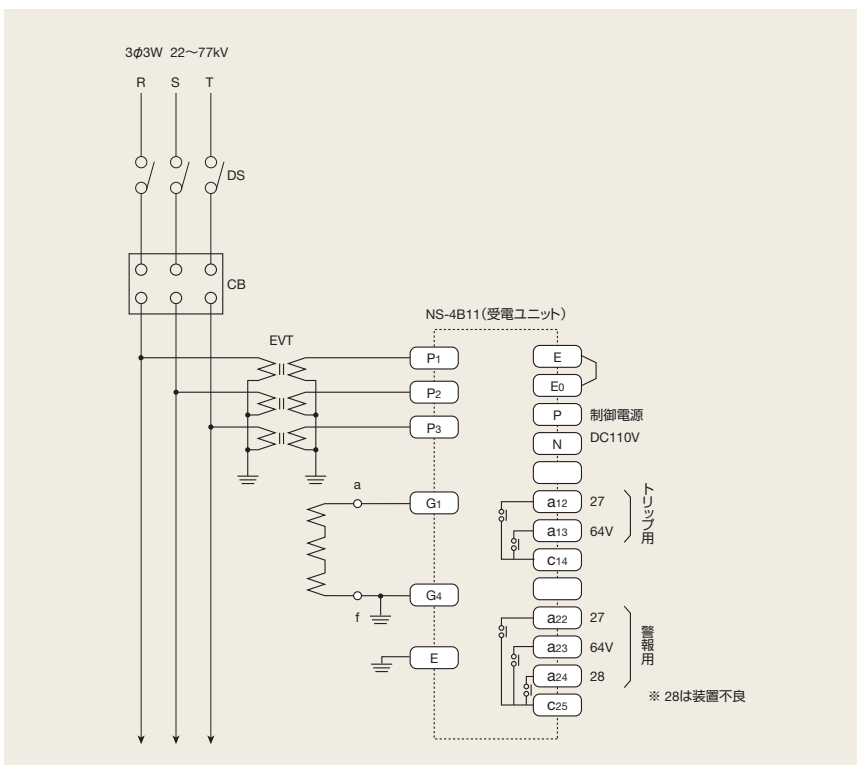 3φ3W 22～77kV
R S T
DS
CB
NS-4B11（受電ユニット）
EVT
P1
P2
P3
E
E0
P 制御電源
N DC110V
a
G1
a12 27
a13 64V
c14
トリップ用
G4
f
E
a22 27
a23 64V
a24 28
c25
警報用
※ 28は装置不良